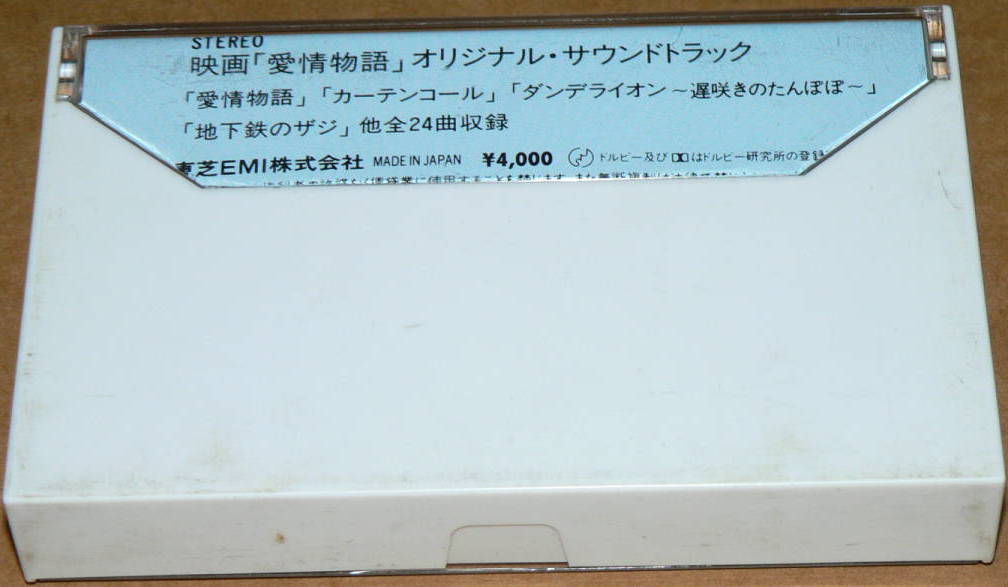 STEREO
映画「愛情物語」オリジナル・サウンドトラック
「愛情物語」「カーテンコール」「ダンデライオン〜遅咲きのたんぽぽ〜」
「地下鉄のザジ」他全24曲収録
東芝EMI株式会社 MADE IN JAPAN ¥4,000 ドルビー及びはドルビー研究所の登録